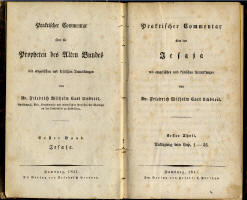 Praktischer Commentar
über die
Propheten des Alten Bundes
mit exegetischen und kritischen Anmerkungen
von
Dr. Friedrich Wilhelm Carl Umbreit,
Erster Band.
Jesaja.
Hamburg, 1841.
Praktischer Commentar
über den
Jesaja
mit exegetischen und kritischen Anmerkungen
von
Dr. Friedrich Wilhelm Carl Umbreit.
Erster Theil.
Hamburg, 1841.